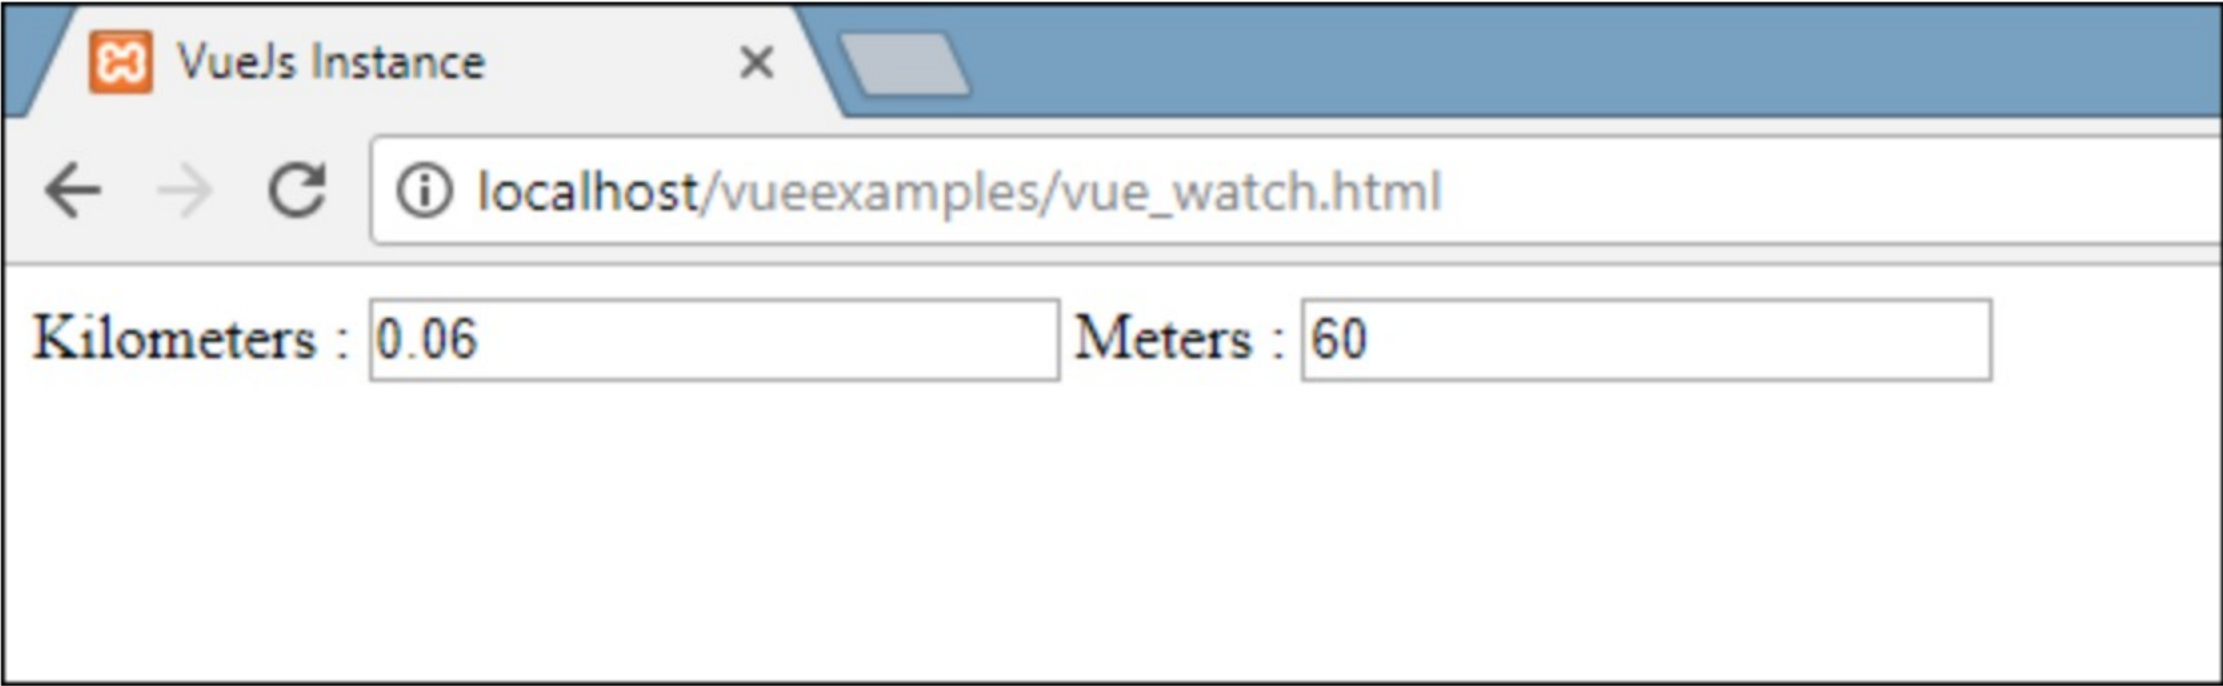 VueJs Instance
localhost/vueexamples/vue_watch.html
Kilometers : 0.06 Meters : 60